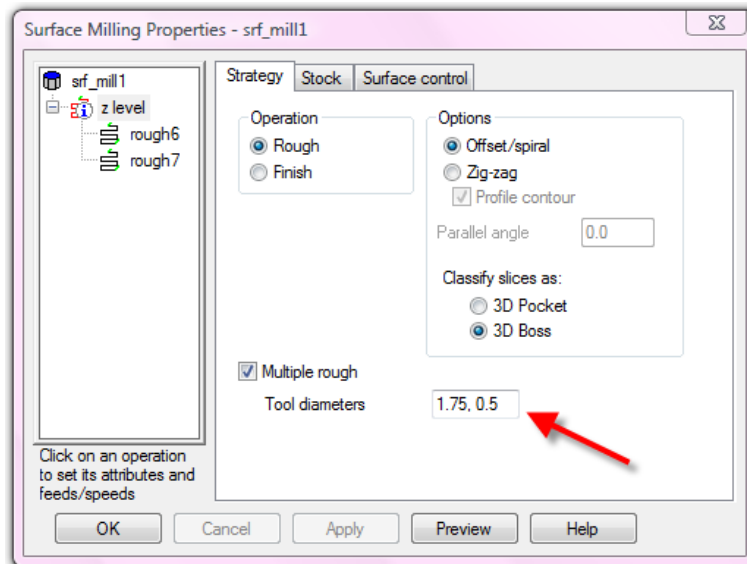 Surface Milling Properties - srf_mill1
srf_mill1
z level
rough6
rough7
Click on an operation
to set its attributes and
feeds/speeds
Strategy
Stock
Surface control
Operation
Rough
Finish
Options
Offset/spiral
Zig-zag
Profile contour
Parallel angle
0.0
Classify slices as:
3D Pocket
3D Boss
Multiple rough
Tool diameters
1.75, 0.5
OK
Cancel
Apply
Preview
Help